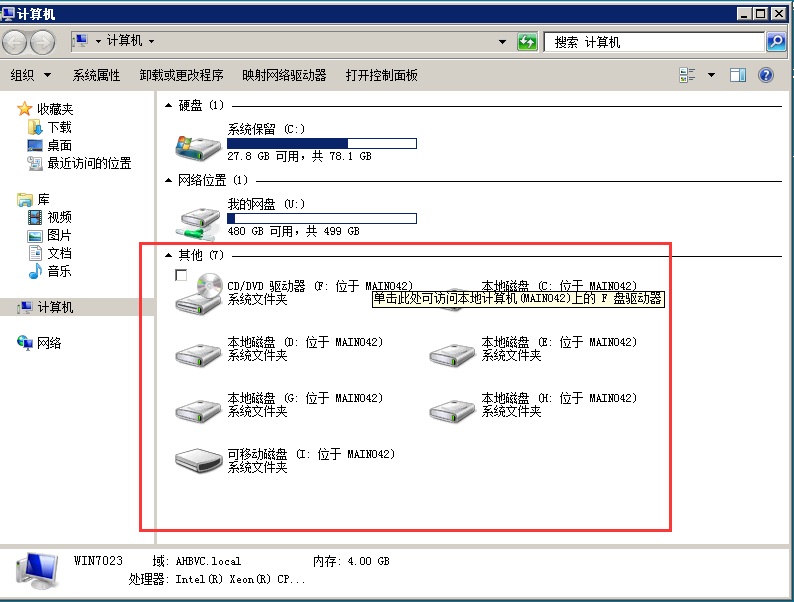 计算机
计算机
搜索 计算机
组织 系统属性 卸载或更改程序 映射网络驱动器 打开控制面板
收藏夹
下载
桌面
最近访问的位置
库
视频
图片
文档
音乐
计算机
网络
硬盘 (1)
系统保留 (C:)
27.8 GB 可用，共 78.1 GB
网络位置 (1)
我的网盘 (U:)
480 GB 可用，共 499 GB
其他 (7)
CD/DVD 驱动器 (F: 位于 MAIN042)
系统文件夹
本地磁盘 (C: 位于 MAIN042)
单击此处可访问本地计算机(MAIN042)上的 F 盘驱动器
本地磁盘 (D: 位于 MAIN042)
系统文件夹
本地磁盘 (E: 位于 MAIN042)
系统文件夹
本地磁盘 (G: 位于 MAIN042)
系统文件夹
本地磁盘 (H: 位于 MAIN042)
系统文件夹
可移动磁盘 (I: 位于 MAIN042)
系统文件夹
WIN7023 域: AHBVC.local 内存: 4.00 GB
处理器: Intel(R) Xeon(R) CP...